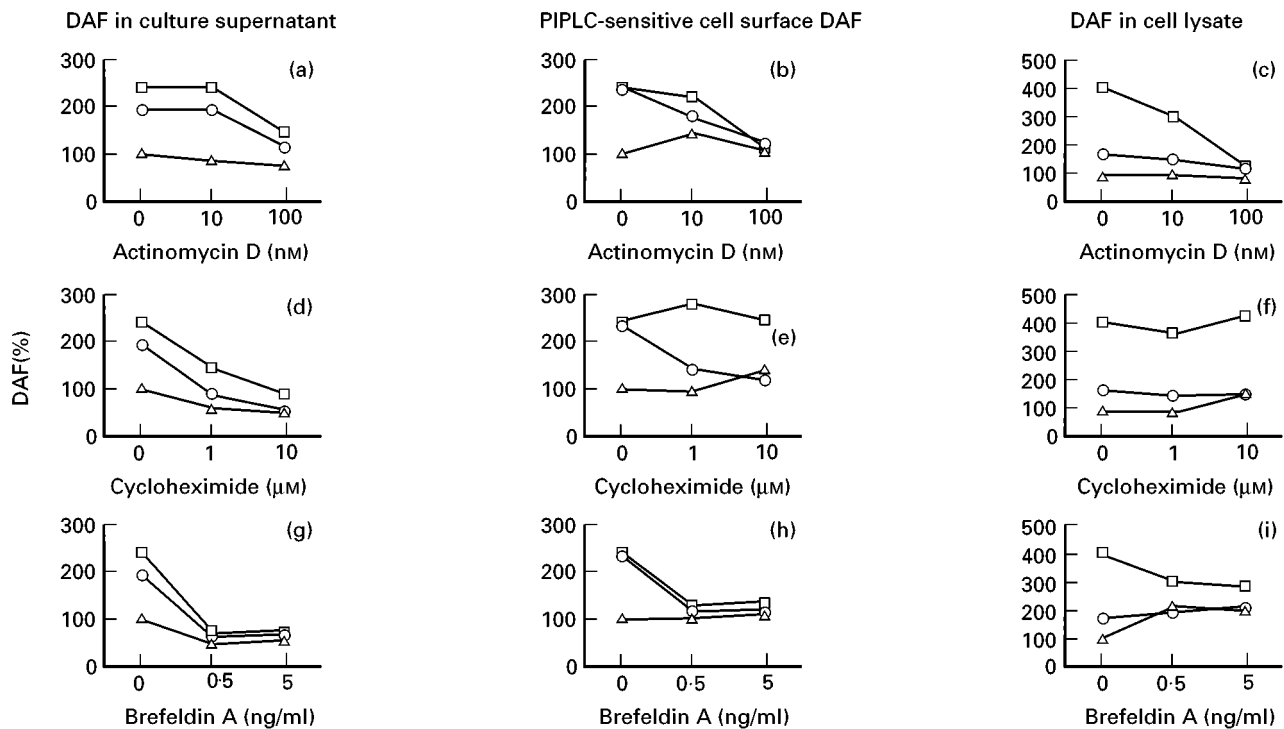 DAF in culture supernatant
PIPLC-sensitive cell surface DAF
DAF in cell lysate
300
200
100
0
(a)
0 10 100
Actinomycin D (nM)
300
200
100
0
(b)
0 10 100
Actinomycin D (nM)
500
400
300
200
100
0
(c)
0 10 100
Actinomycin D (nM)
DAF(%)
300
200
100
0
(d)
0 1 10
Cycloheximide (μM)
300
200
100
0
(e)
0 1 10
Cycloheximide (μM)
500
400
300
200
100
0
(f)
0 1 10
Cycloheximide (μM)
300
200
100
0
(g)
0 0·5 5
Brefeldin A (ng/ml)
300
200
100
0
(h)
0 0·5 5
Brefeldin A (ng/ml)
500
400
300
200
100
0
(i)
0 0·5 5
Brefeldin A (ng/ml)